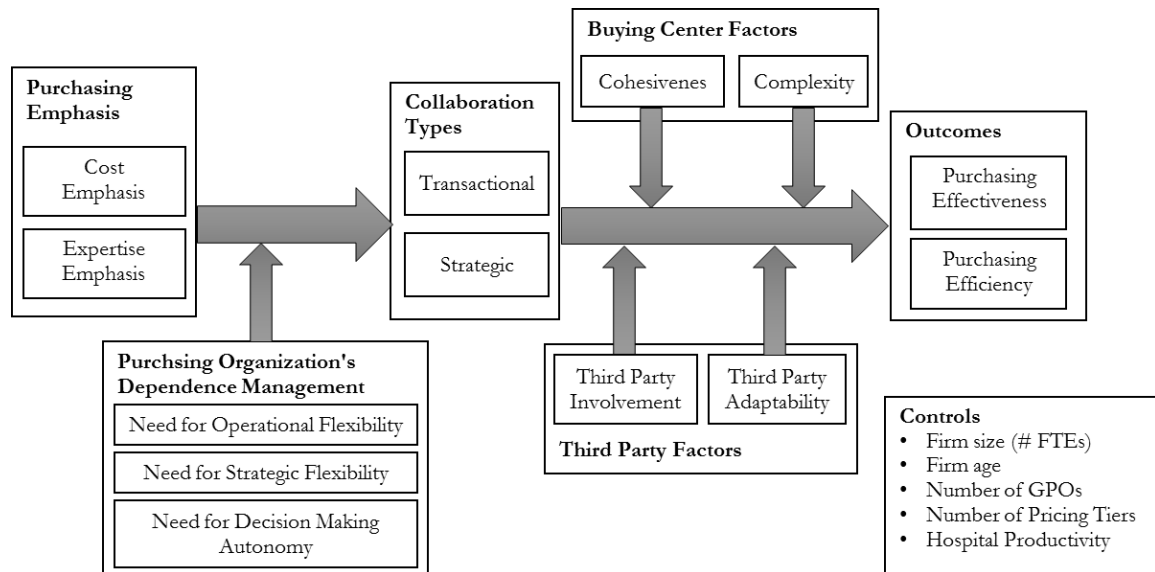 Purchasing
Emphasis
Cost
Emphasis
Expertise
Emphasis
Purchsing Organization's
Dependence Management
Need for Operational Flexibility
Need for Strategic Flexibility
Need for Decision Making
Autonomy
Collaboration
Types
Transactional
Strategic
Buying Center Factors
Cohesivenes
Complexity
Third Party
Involvement
Third Party
Adaptability
Third Party Factors
Outcomes
Purchasing
Effectiveness
Purchasing
Efficiency
Controls
• Firm size (# FTEs)
• Firm age
• Number of GPOs
• Number of Pricing Tiers
• Hospital Productivity